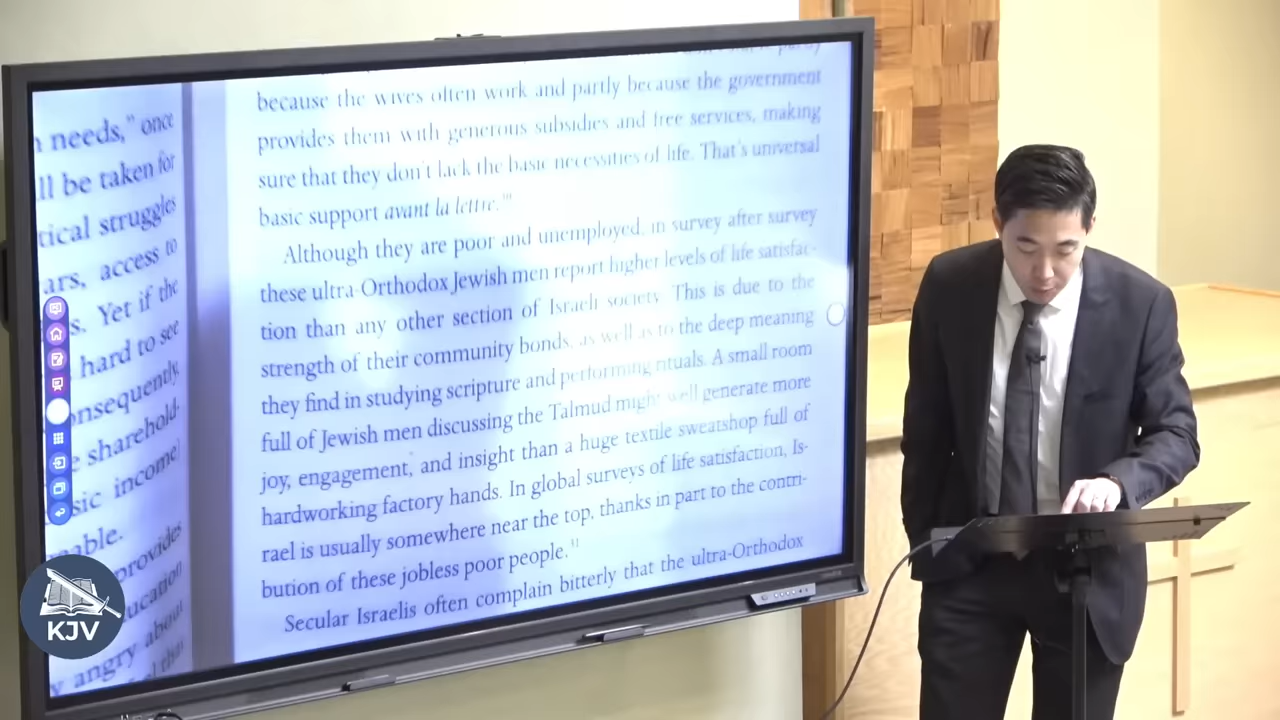 n needs," once
ll be taken for
tical struggles
ars, access to
s. Yet if the
hard to see
onsequently,
e sharehold-
sic income
able.
provides
ucation
y angry about
because the wives often work and partly because the government
provides them with generous subsidies and free services, making
sure that they don't lack the basic necessities of life. That's universal
basic support avant la lettre.
Although they are poor and unemployed, in survey after survey
these ultra-Orthodox Jewish men report higher levels of life satisfac-
tion than any other section of Israeli society. This is due to the
strength of their community bonds, as well as to the deep meaning
they find in studying scripture and performing rituals. A small room
full of Jewish men discussing the Talmud might well generate more
joy, engagement, and insight than a huge textile sweatshop full of
hardworking factory hands. In global surveys of life satisfaction, Is-
rael is usually somewhere near the top, thanks in part to the contri-
bution of these jobless poor people.
Secular Israelis often complain bitterly that the ultra-Orthodox
KJV